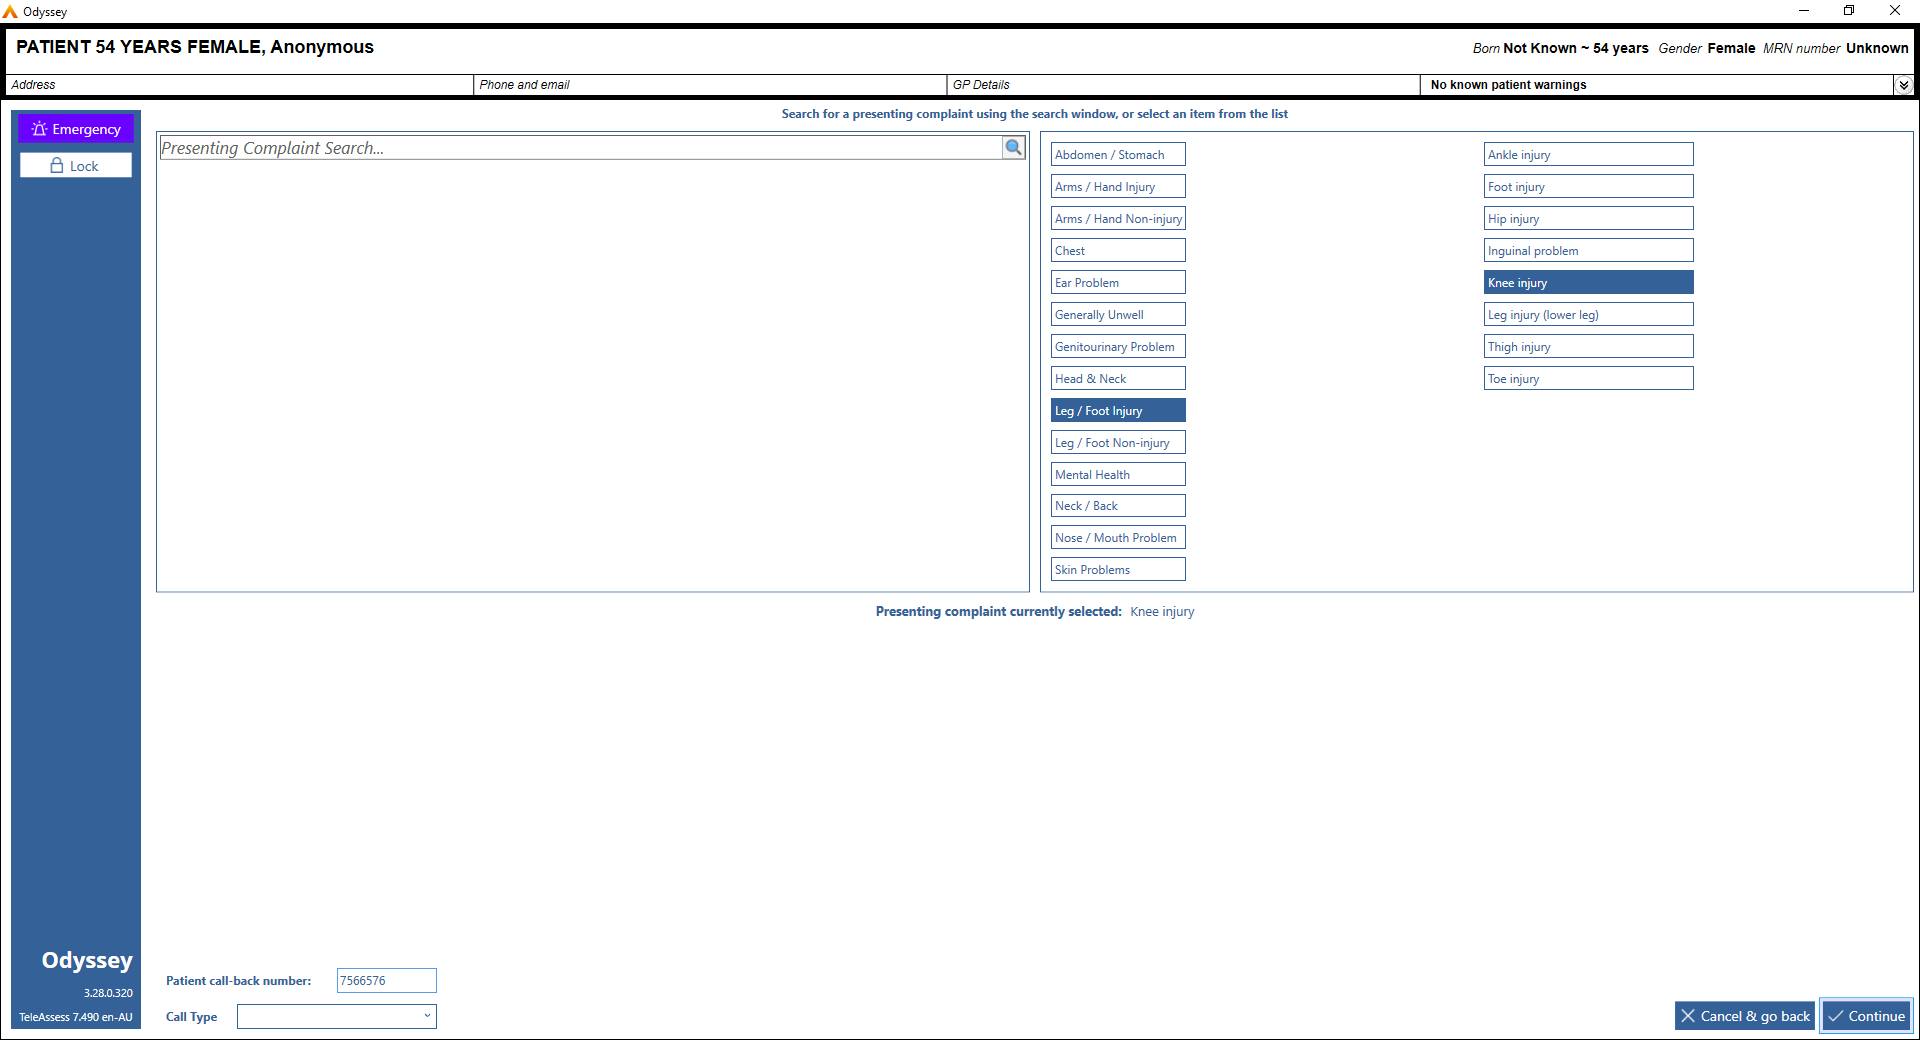 Odyssey
PATIENT 54 YEARS FEMALE, Anonymous
Born Not Known ~ 54 years Gender Female MRN number Unknown
Address
Phone and email
GP Details
No known patient warnings
Emergency
Lock
Search for a presenting complaint using the search window, or select an item from the list
Presenting Complaint Search...
Abdomen / Stomach
Arms / Hand Injury
Arms / Hand Non-injury
Chest
Ear Problem
Generally Unwell
Genitourinary Problem
Head & Neck
Leg / Foot Injury
Leg / Foot Non-injury
Mental Health
Neck / Back
Nose / Mouth Problem
Skin Problems
Ankle injury
Foot injury
Hip injury
Inguinal problem
Knee injury
Leg injury (lower leg)
Thigh injury
Toe injury
Presenting complaint currently selected: Knee injury
Odyssey
3.28.0.320
TeleAssess 7.490 en-AU
Patient call-back number: 7566576
Call Type
Cancel & go back
Continue